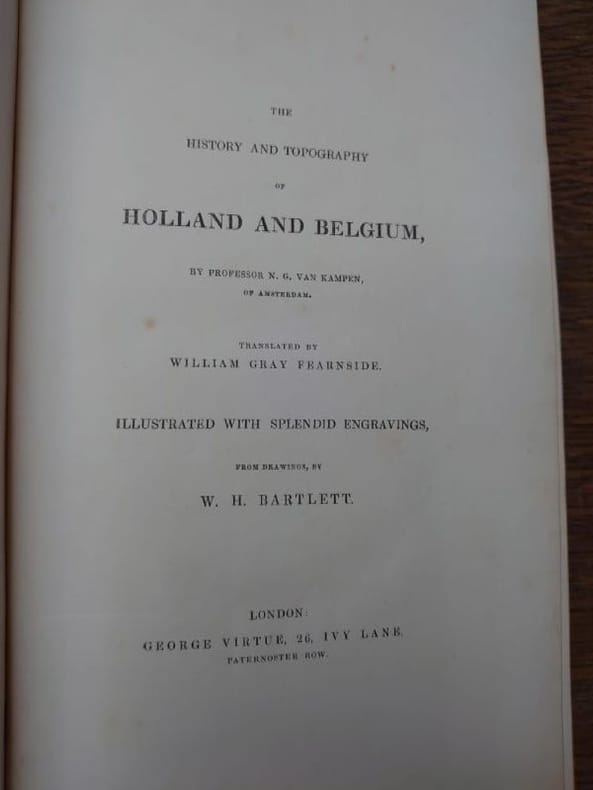 THE
HISTORY AND TOPOGRAPHY
OF
HOLLAND AND BELGIUM,
BY PROFESSOR N. G. VAN KAMPEN,
OF AMSTERDAM.
TRANSLATED BY
WILLIAM GRAY FEARNSIDE.
ILLUSTRATED WITH SPLENDID ENGRAVINGS,
FROM DRAWINGS, BY
W. H. BARTLETT.
LONDON:
GEORGE VIRTUE, 26, IVY LANE,
PATERNOSTER ROW.